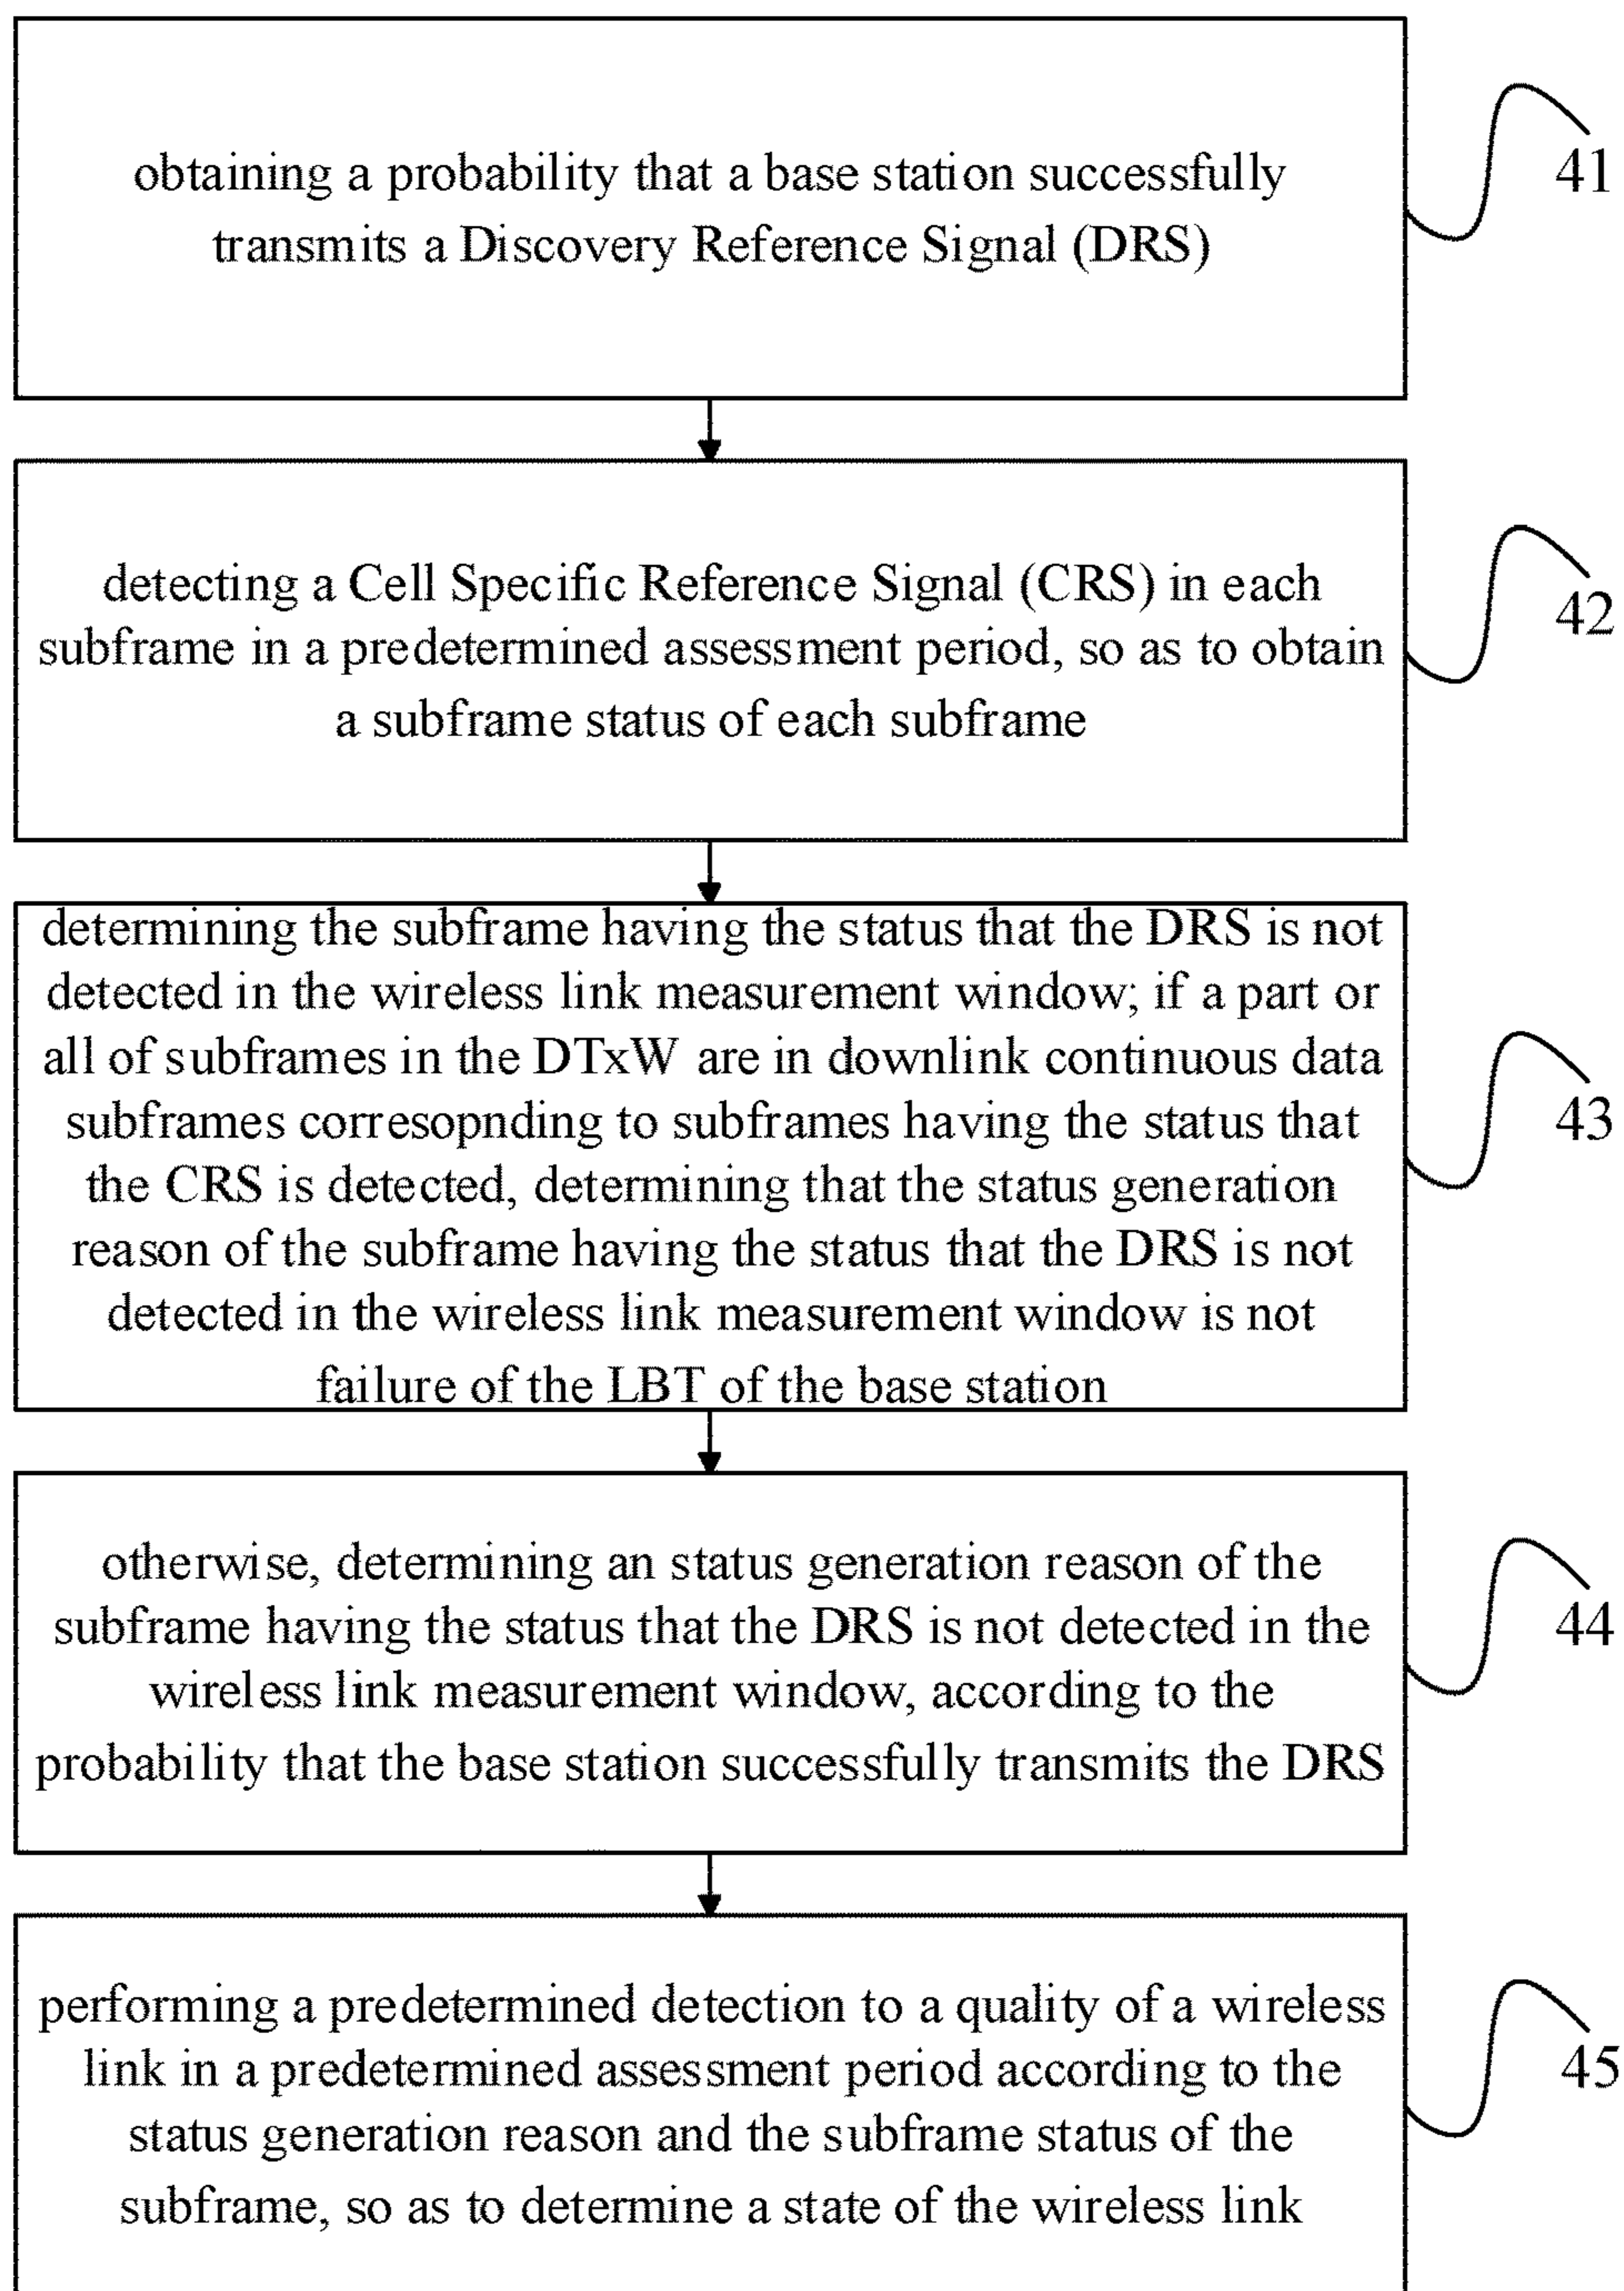 obtaining a probability that a base station successfully
transmits a Discovery Reference Signal (DRS)
41
detecting a Cell Specific Reference Signal (CRS) in each
subframe in a predetermined assessment period, so as to obtain
a subframe status of each subframe
42
determining the subframe having the status that the DRS is not
detected in the wireless link measurement window; if a part or
all of subframes in the DTxW are in downlink continuous data
subframes corresopnding to subframes having the status that
the CRS is detected, determining that the status generation
reason of the subframe having the status that the DRS is not
detected in the wireless link measurement window is not
failure of the LBT of the base station
43
otherwise, determining an status generation reason of the
subframe having the status that the DRS is not detected in the
wireless link measurement window, according to the
probability that the base station successfully transmits the DRS
44
performing a predetermined detection to a quality of a wireless
link in a predetermined assessment period according to the
status generation reason and the subframe status of the
subframe, so as to determine a state of the wireless link
45